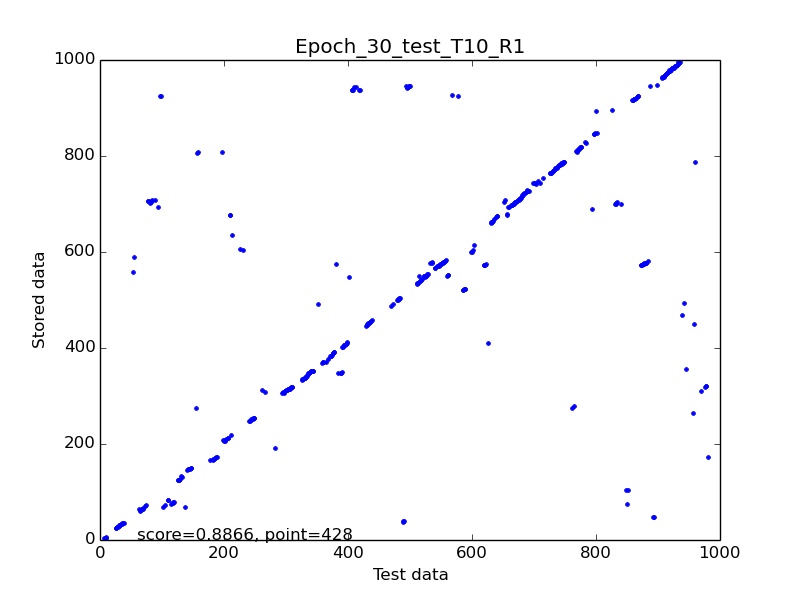 Epoch_30_test_T10_R1
1000
800
600
400
200
0
Stored data
score=0.8866, point=428
0 200 400 600 800 1000
Test data